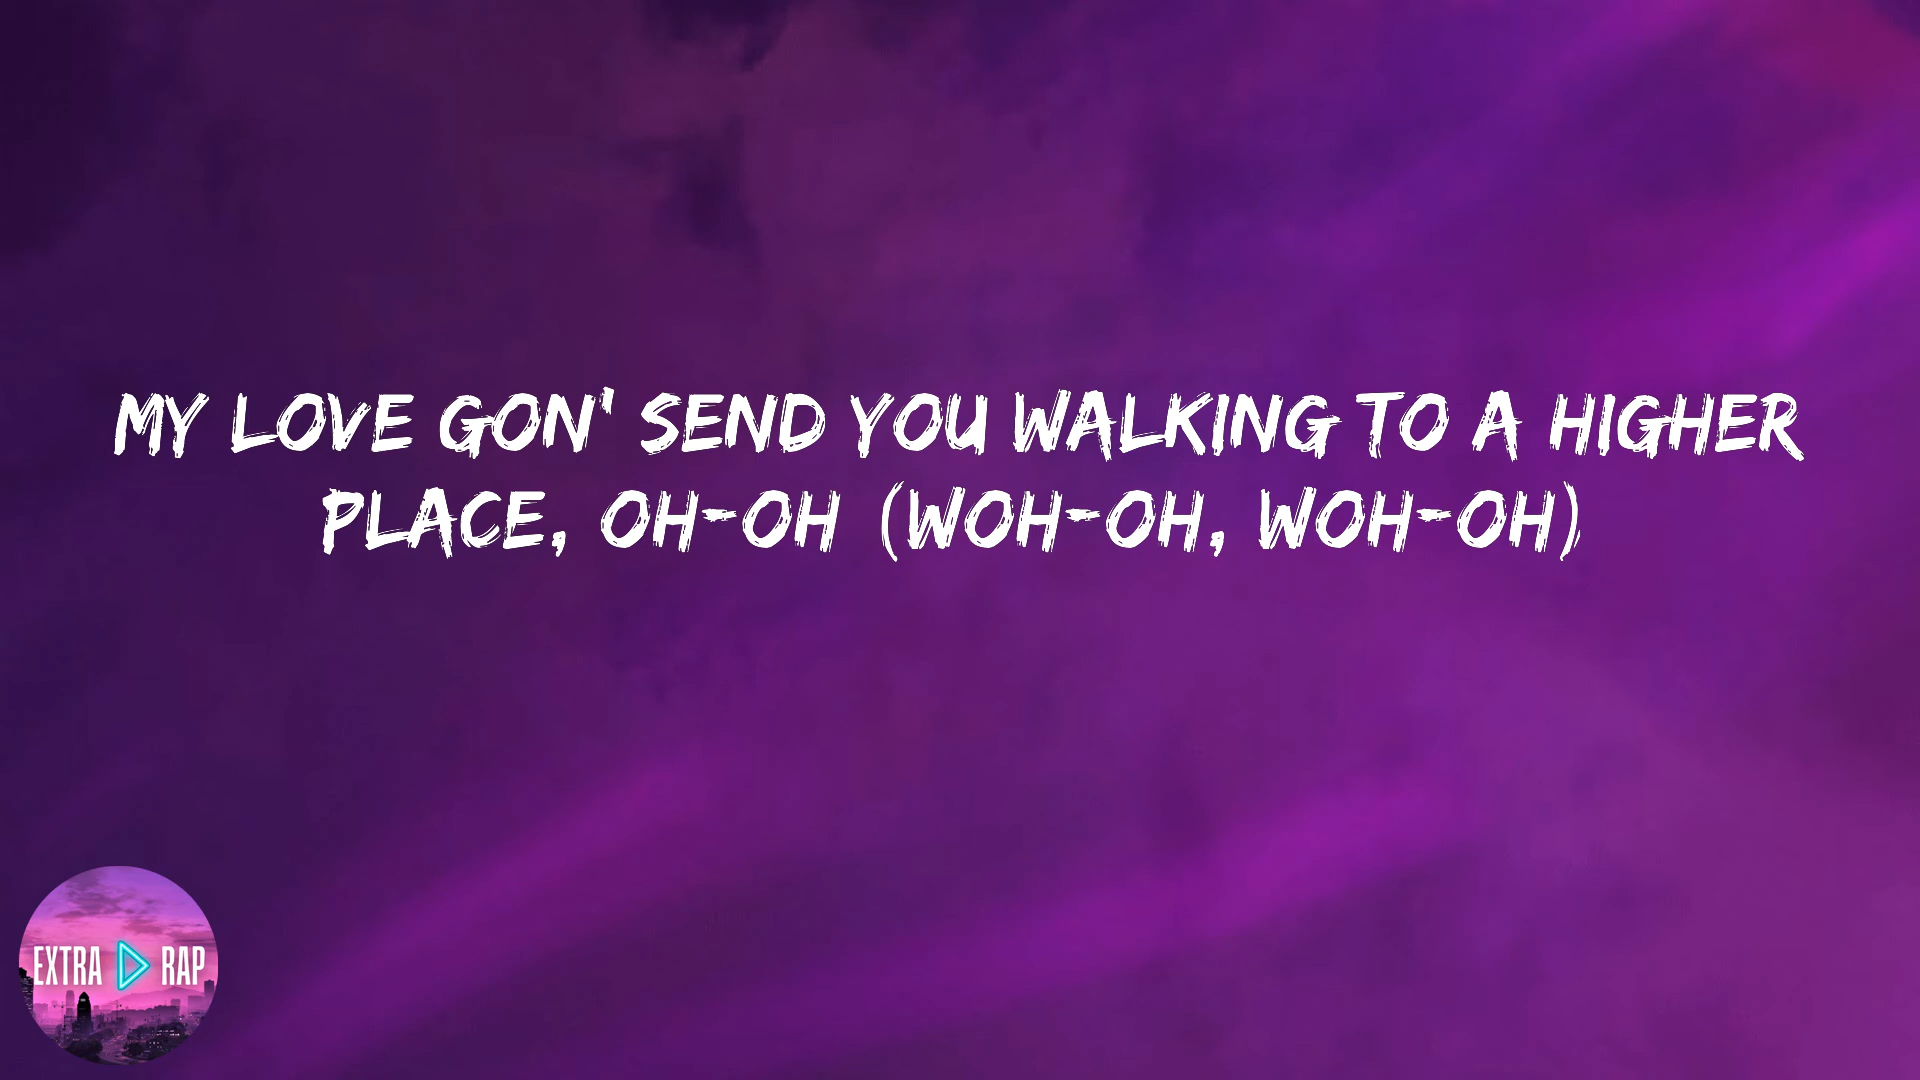 MY LOVE GON' SEND YOU WALKING TO A HIGHER
PLACE, OH-OH (WOH-OH, WOH-OH)
EXTRA RAP